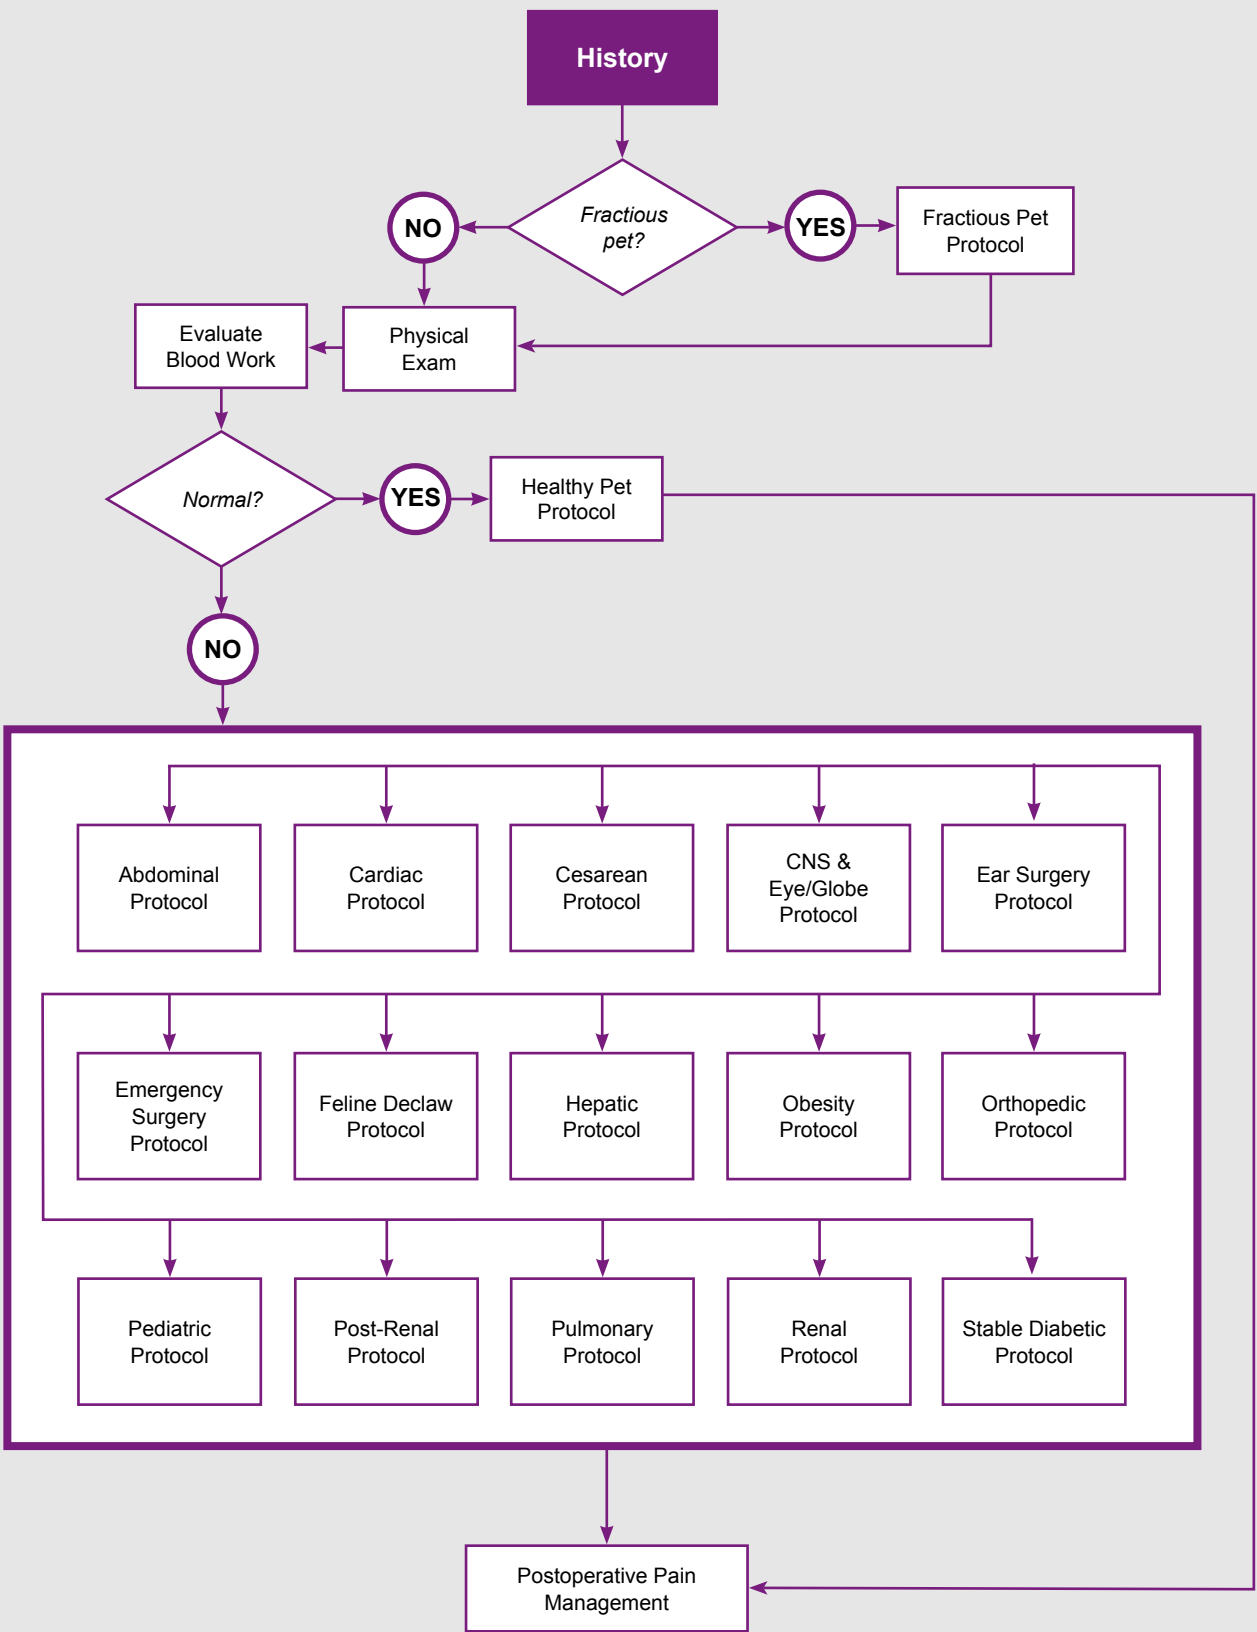 History
Fractious
pet?
NO
YES
Fractious Pet
Protocol
Evaluate
Blood Work
Physical
Exam
Normal?
YES
Healthy Pet
Protocol
NO
Abdominal
Protocol
Cardiac
Protocol
Cesarean
Protocol
CNS &
Eye/Globe
Protocol
Ear Surgery
Protocol
Emergency
Surgery
Protocol
Feline Declaw
Protocol
Hepatic
Protocol
Obesity
Protocol
Orthopedic
Protocol
Pediatric
Protocol
Post-Renal
Protocol
Pulmonary
Protocol
Renal
Protocol
Stable Diabetic
Protocol
Postoperative Pain
Management